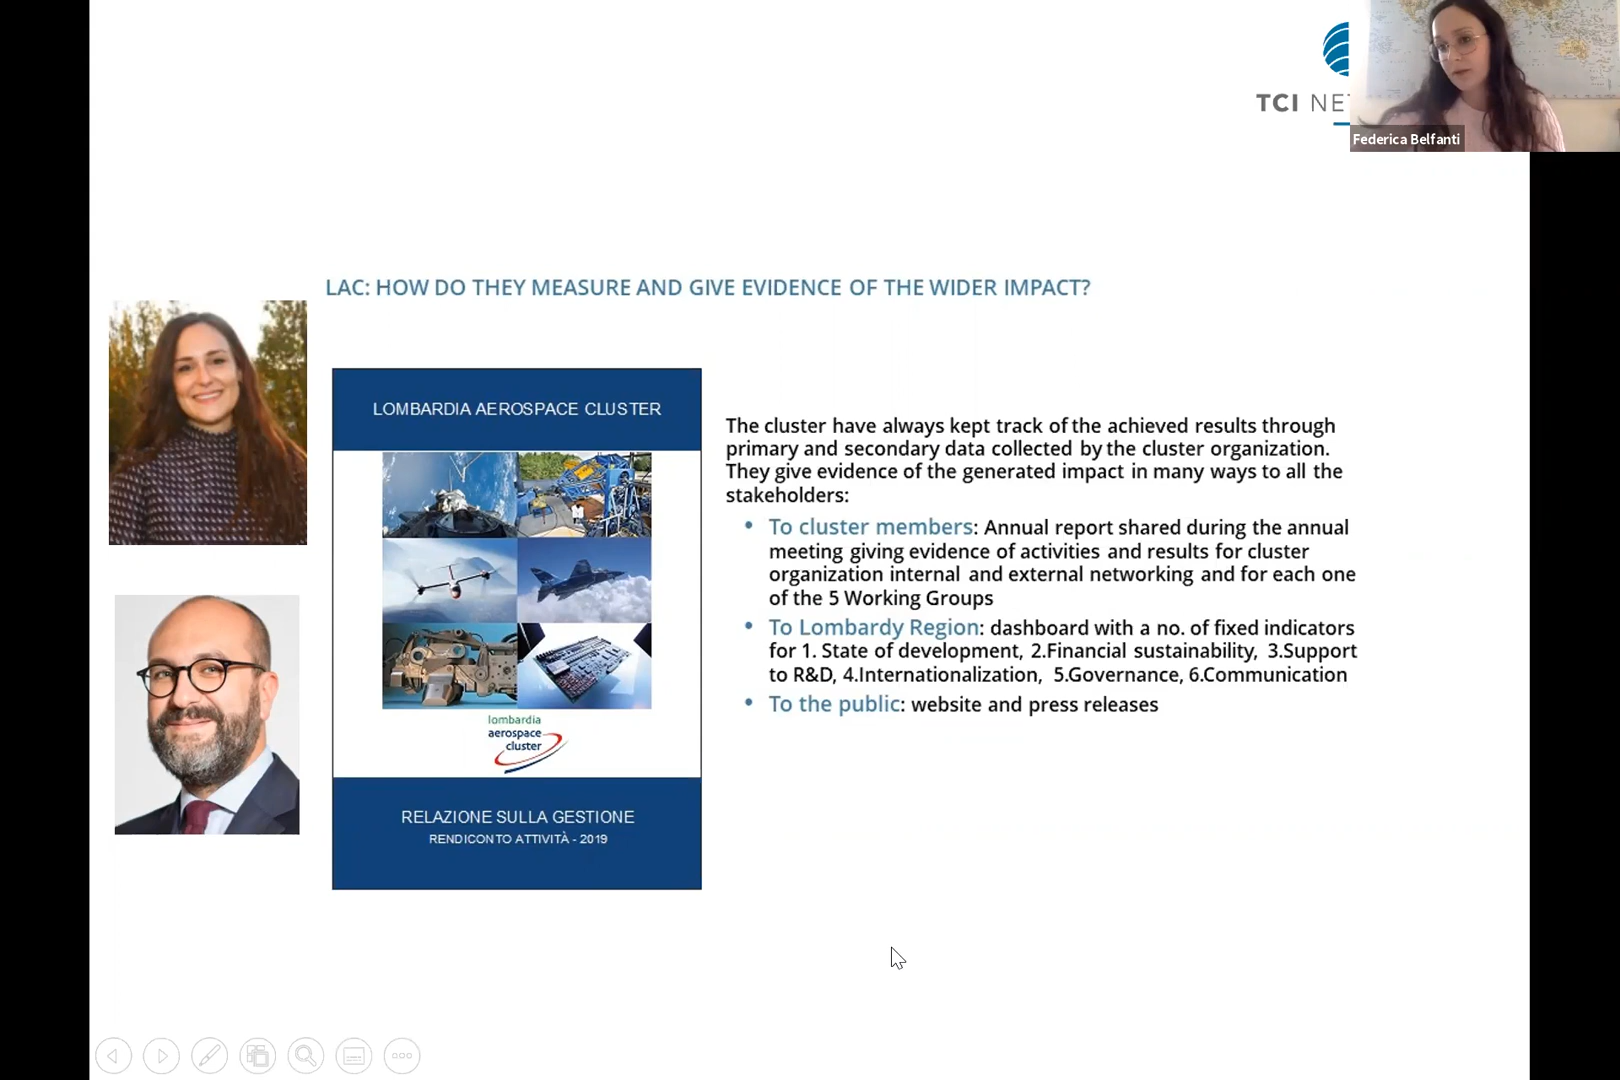 TCI NE
Federica Belfanti
LAC: HOW DO THEY MEASURE AND GIVE EVIDENCE OF THE WIDER IMPACT?
LOMBARDIA AEROSPACE CLUSTER
lombardia
aerospace
cluster
RELAZIONE SULLA GESTIONE
RENDICONTO ATTIVITÀ - 2019
The cluster have always kept track of the achieved results through
primary and secondary data collected by the cluster organization.
They give evidence of the generated impact in many ways to all the
stakeholders:
• To cluster members: Annual report shared during the annual
meeting giving evidence of activities and results for cluster
organization internal and external networking and for each one
of the 5 Working Groups
• To Lombardy Region: dashboard with a no. of fixed indicators
for 1. State of development, 2.Financial sustainability, 3.Support
to R&D, 4.Internationalization, 5.Governance, 6.Communication
• To the public: website and press releases